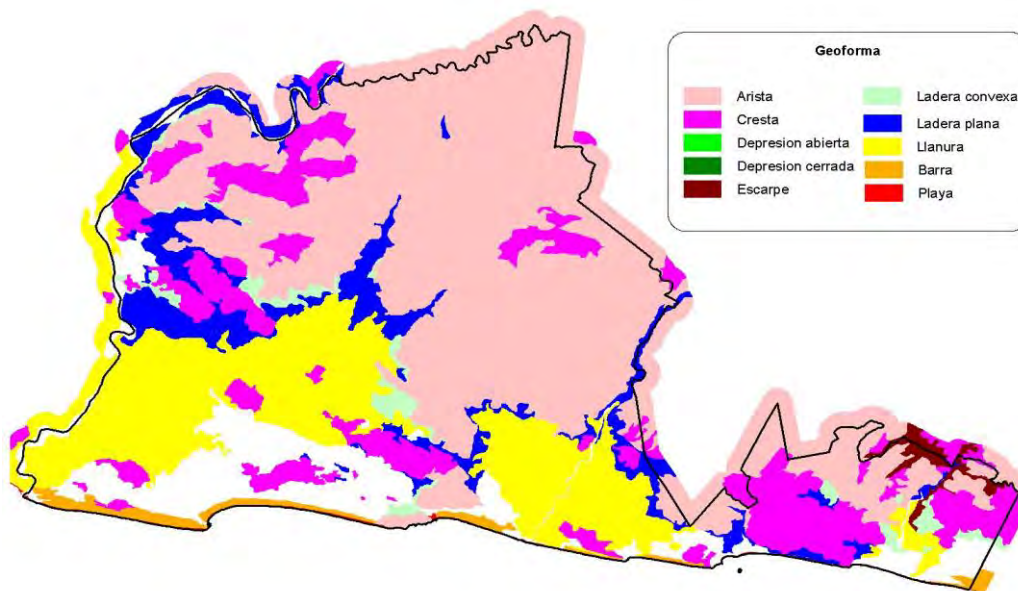 Geoforma
Arista
Cresta
Depresion abierta
Depresion cerrada
Escarpe
Ladera convexa
Ladera plana
Llanura
Barra
Playa